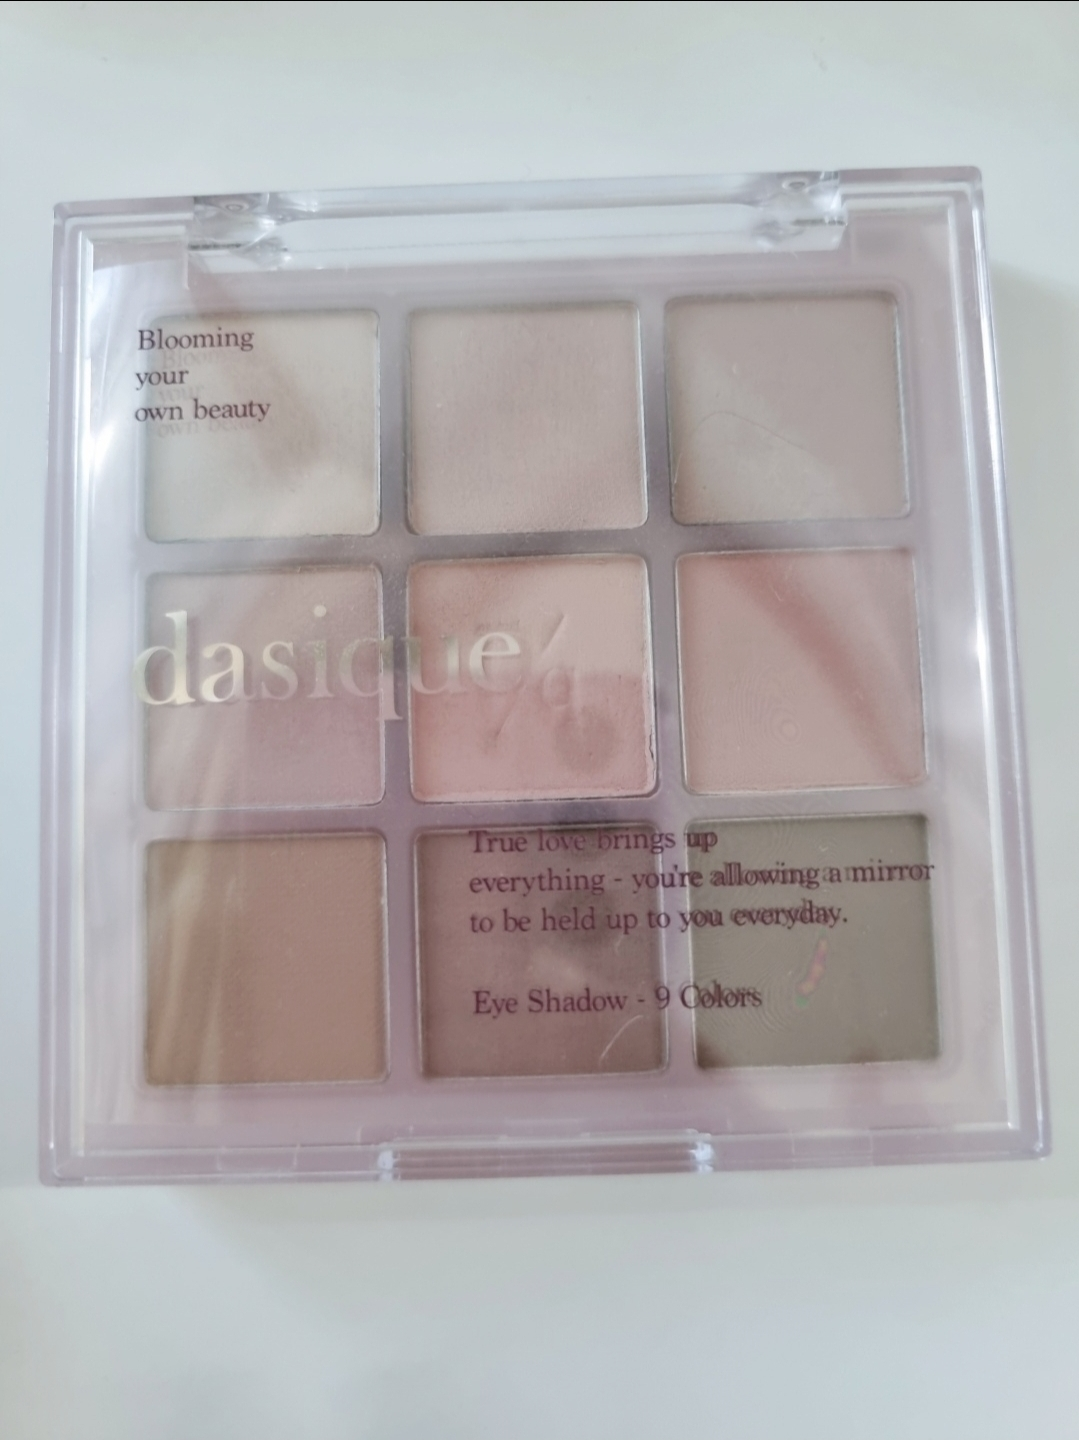 Blooming
your
own beauty
dasique
True love brings up
everything - you're allowing a mirror
to be held up to you everyday.
Eye Shadow - 9 Colors